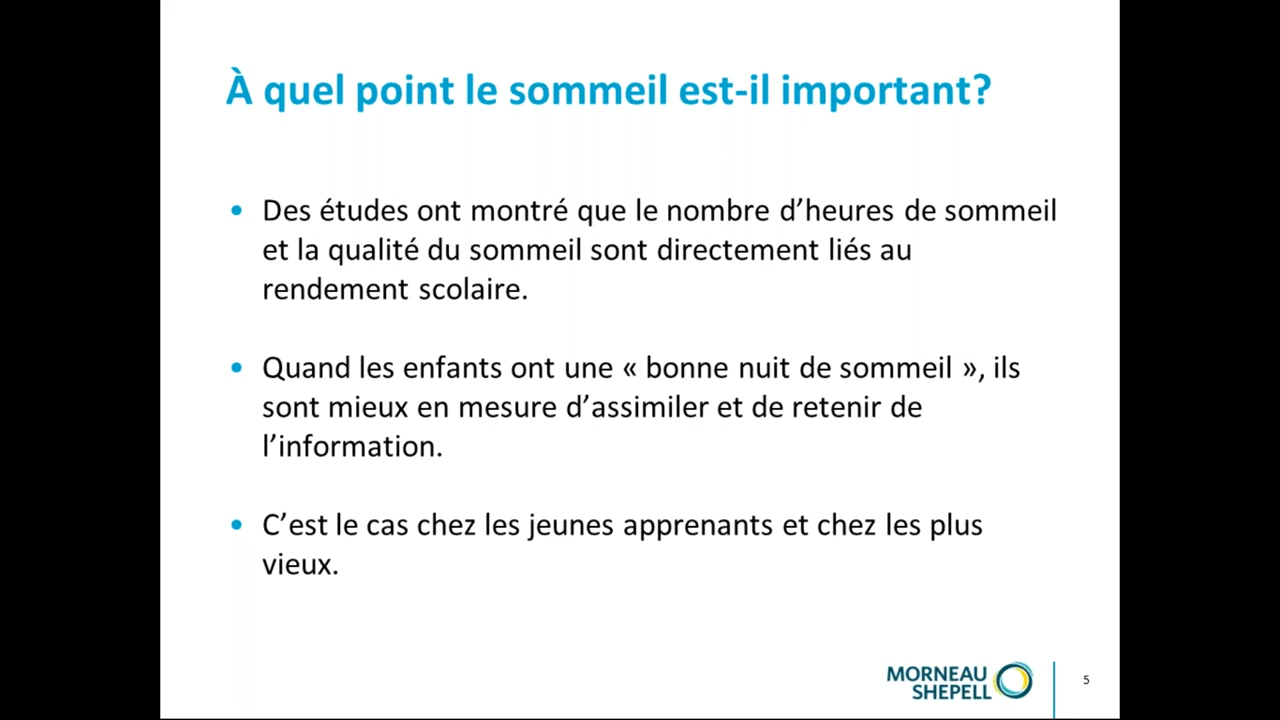 À quel point le sommeil est-il important?
• Des études ont montré que le nombre d’heures de sommeil
et la qualité du sommeil sont directement liés au
rendement scolaire.
• Quand les enfants ont une « bonne nuit de sommeil », ils
sont mieux en mesure d’assimiler et de retenir de
l’information.
• C’est le cas chez les jeunes apprenants et chez les plus
vieux.
MORNEAU
SHEPELL
5